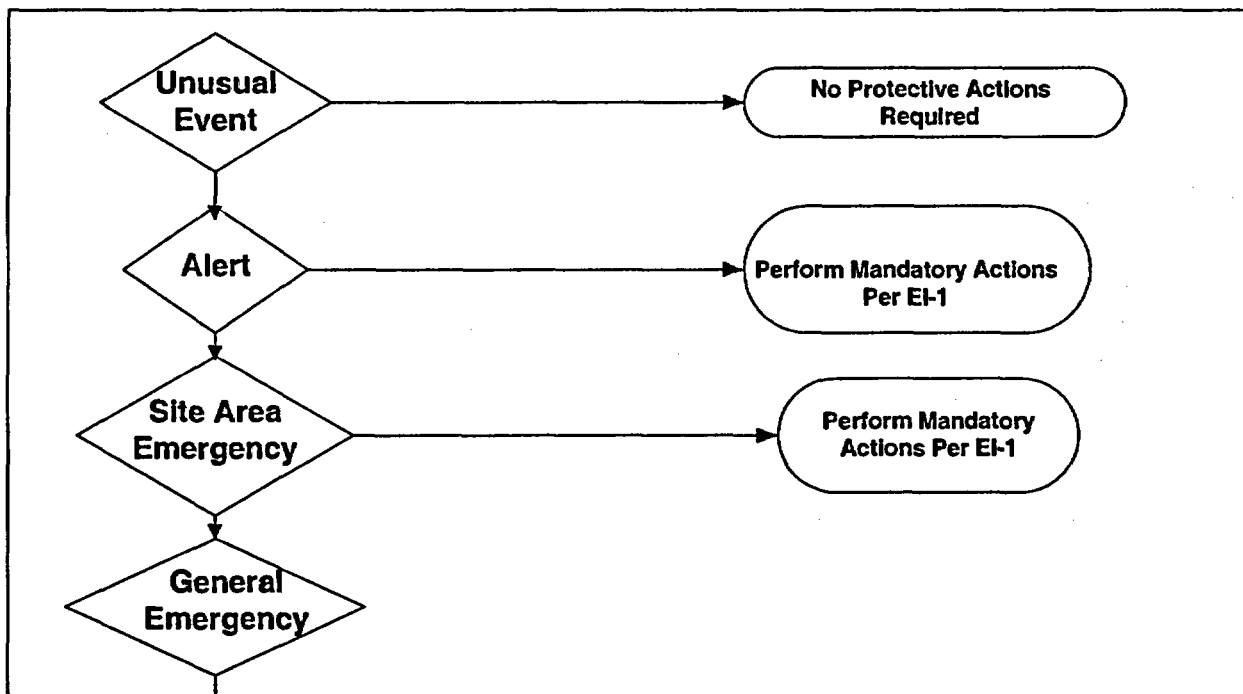 Unusual
Event
No Protective Actions
Required
Alert
Perform Mandatory Actions
Per EI-1
Site Area
Emergency
Perform Mandatory
Actions Per EI-1
General
Emergency